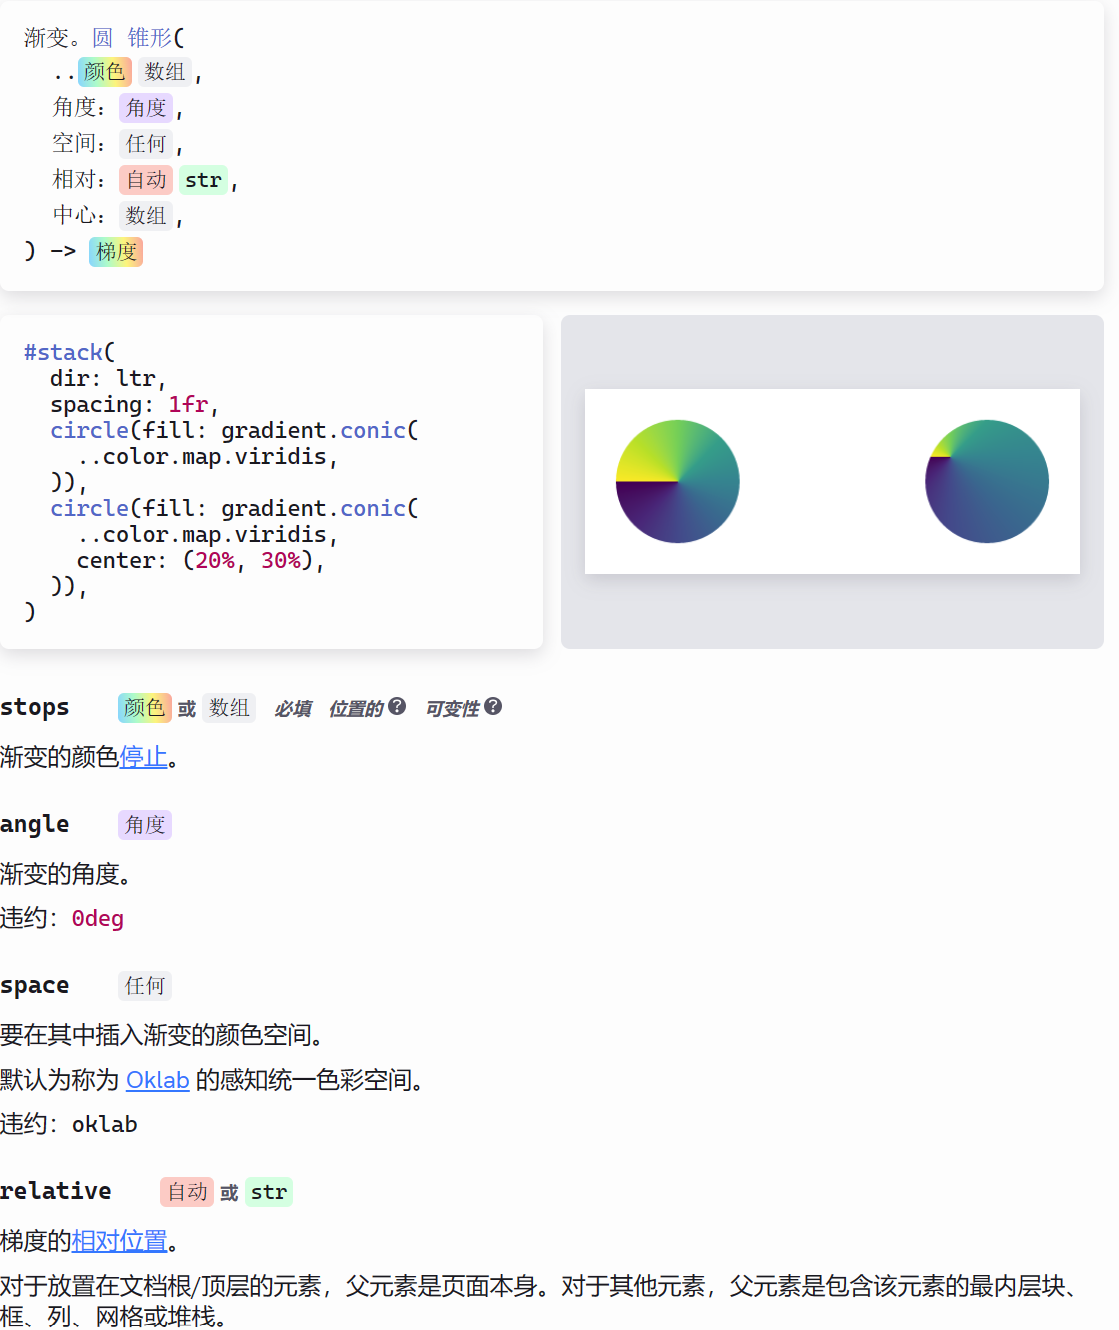 渐变。圆 锥形(
..颜色 数组,
角度：角度,
空间：任何,
相对：自动 str,
中心：数组,
) -> 梯度
#stack(
dir: ltr,
spacing: 1fr,
circle(fill: gradient.conic(
..color.map.viridis,
)),
circle(fill: gradient.conic(
..color.map.viridis,
center: (20%, 30%),
)),
)
stops 颜色 或 数组 必填 位置的 ? 可变性 ?
渐变的颜色停止。
angle 角度
渐变的角度。
违约：0deg
space 任何
要在其中插入渐变的颜色空间。
默认为称为 Oklab 的感知统一色彩空间。
违约：oklab
relative 自动 或 str
梯度的相对位置。
对于放置在文档根/顶层的元素，父元素是页面本身。对于其他元素，父元素是包含该元素的最内层块、
框、列、网格或堆栈。